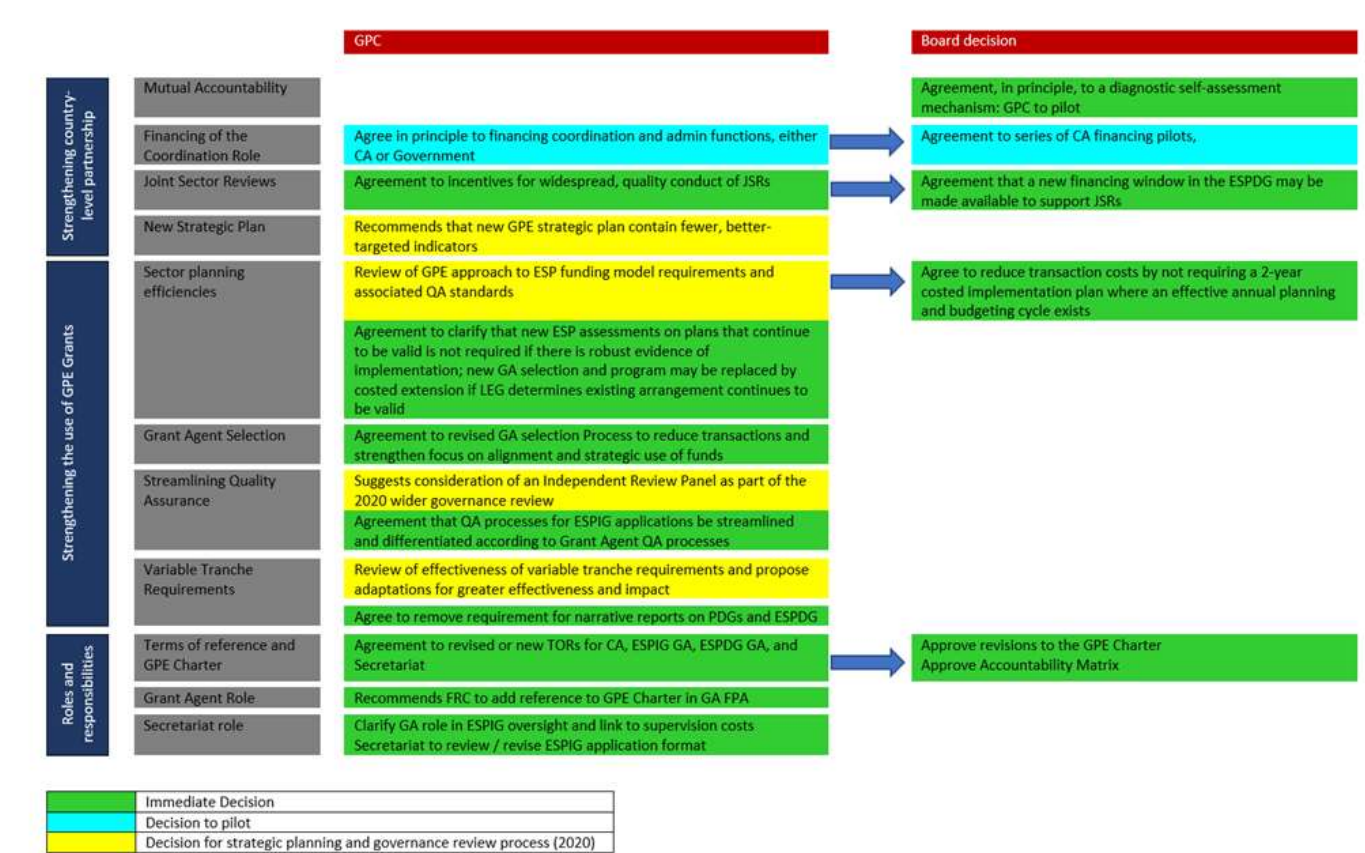 GPC
Board decision
Strengthening country-
level partnership
Mutual Accountability
Agreement, in principle, to a diagnostic self-assessment
mechanism: GPC to pilot
Financing of the
Coordination Role
Agree in principle to financing coordination and admin functions, either
CA or Government
Agreement to series of CA financing pilots,
Joint Sector Reviews
Agreement to incentives for widespread, quality conduct of JSRs
Agreement that a new financing window in the ESPDG may be
made available to support JSRs
New Strategic Plan
Recommends that new GPE strategic plan contain fewer, better-
targeted indicators
Strengthening the use of GPE Grants
Sector planning
efficiencies
Review of GPE approach to ESP funding model requirements and
associated QA standards
Agree to reduce transaction costs by not requiring a 2-year
costed implementation plan where an effective annual planning
and budgeting cycle exists
Agreement to clarify that new ESP assessments on plans that continue
to be valid is not required if there is robust evidence of
implementation; new GA selection and program may be replaced by
costed extension if LEG determines existing arrangement continues to
be valid
Grant Agent Selection
Agreement to revised GA selection Process to reduce transactions and
strengthen focus on alignment and strategic use of funds
Streamlining Quality
Assurance
Suggests consideration of an Independent Review Panel as part of the
2020 wider governance review
Agreement that QA processes for ESPIG applications be streamlined
and differentiated according to Grant Agent QA processes
Variable Tranche
Requirements
Review of effectiveness of variable tranche requirements and propose
adaptations for greater effectiveness and impact
Agree to remove requirement for narrative reports on PDGs and ESPDG
Roles and
responsibilities
Terms of reference and
GPE Charter
Agreement to revised or new TORs for CA, ESPIG GA, ESPDG GA, and
Secretariat
Approve revisions to the GPE Charter
Approve Accountability Matrix
Grant Agent Role
Recommends FRC to add reference to GPE Charter in GA FPA
Secretariat role
Clarify GA role in ESPIG oversight and link to supervision costs
Secretariat to review / revise ESPIG application format
Immediate Decision
Decision to pilot
Decision for strategic planning and governance review process (2020)